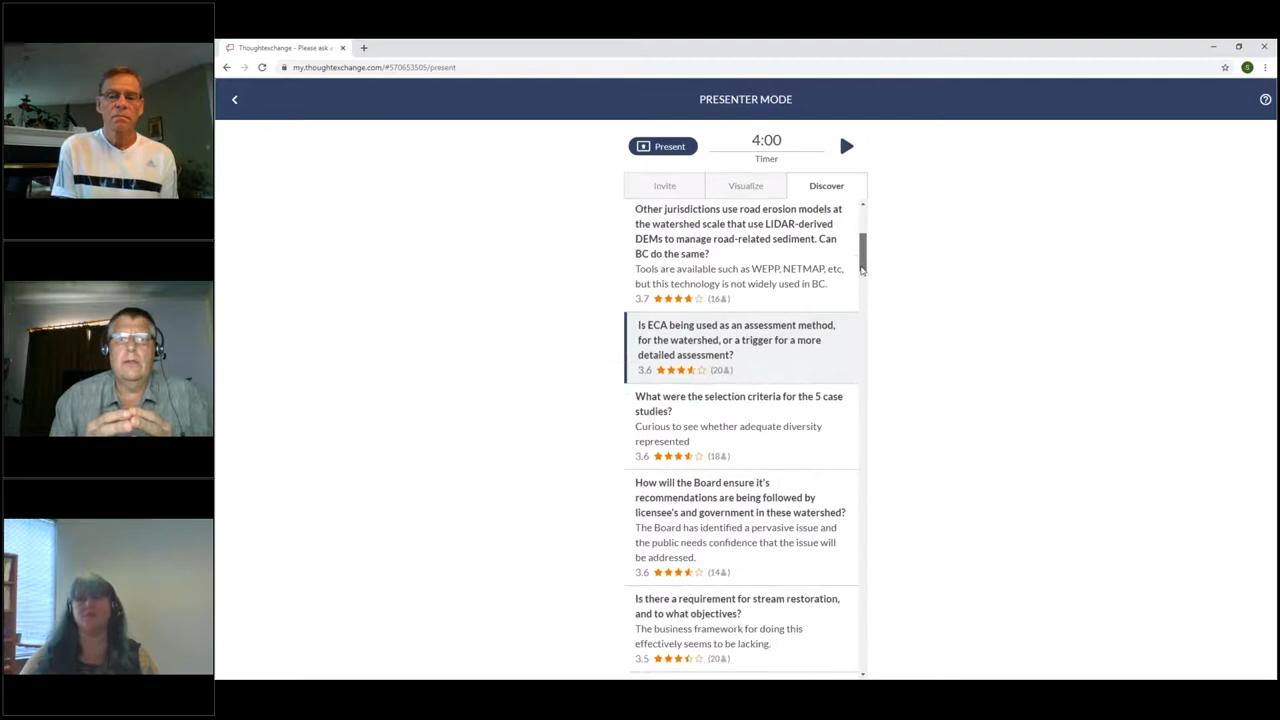 Thoughtexchange - Please ask a
my.thoughtexchange.com/#570653505/present
PRESENTER MODE
Present
4:00
Timer
Invite
Visualize
Discover
Other jurisdictions use road erosion models at
the watershed scale that use LIDAR-derived
DEMs to manage road-related sediment. Can
BC do the same?
Tools are available such as WEPP, NETMAP, etc,
but this technology is not widely used in BC.
3.7 (16)
Is ECA being used as an assessment method,
for the watershed, or a trigger for a more
detailed assessment?
3.6 (20)
What were the selection criteria for the 5 case
studies?
Curious to see whether adequate diversity
represented
3.6 (18)
How will the Board ensure it's
recommendations are being followed by
licensee's and government in these watershed?
The Board has identified a pervasive issue and
the public needs confidence that the issue will
be addressed.
3.6 (14)
Is there a requirement for stream restoration,
and to what objectives?
The business framework for doing this
effectively seems to be lacking.
3.5 (20)